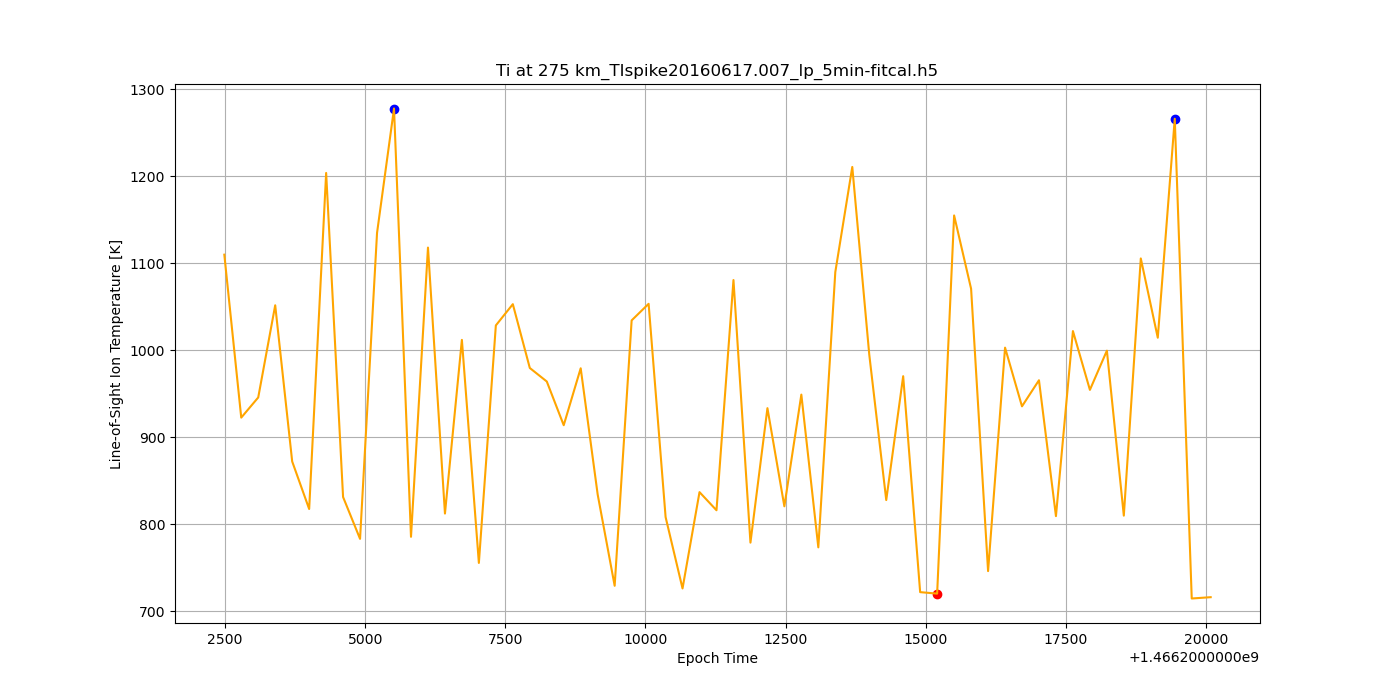 Ti at 275 km_TIspike20160617.007_lp_5min-fitcal.h5
Line-of-Sight Ion Temperature [K]
1300
1200
1100
1000
900
800
700
2500 5000 7500 10000 12500 15000 17500 20000
Epoch Time
+1.4662000000e9